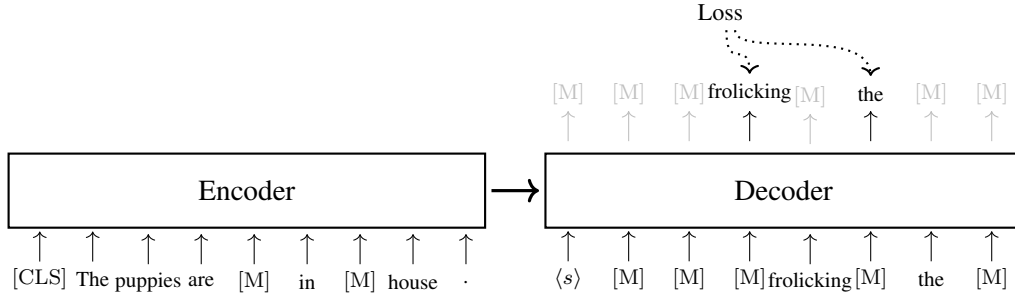 Loss
[M] [M] [M] frolicking [M] the [M] [M]
Encoder Decoder
[CLS] The puppies are [M] in [M] house . ⟨s⟩ [M] [M] [M] frolicking [M] the [M]